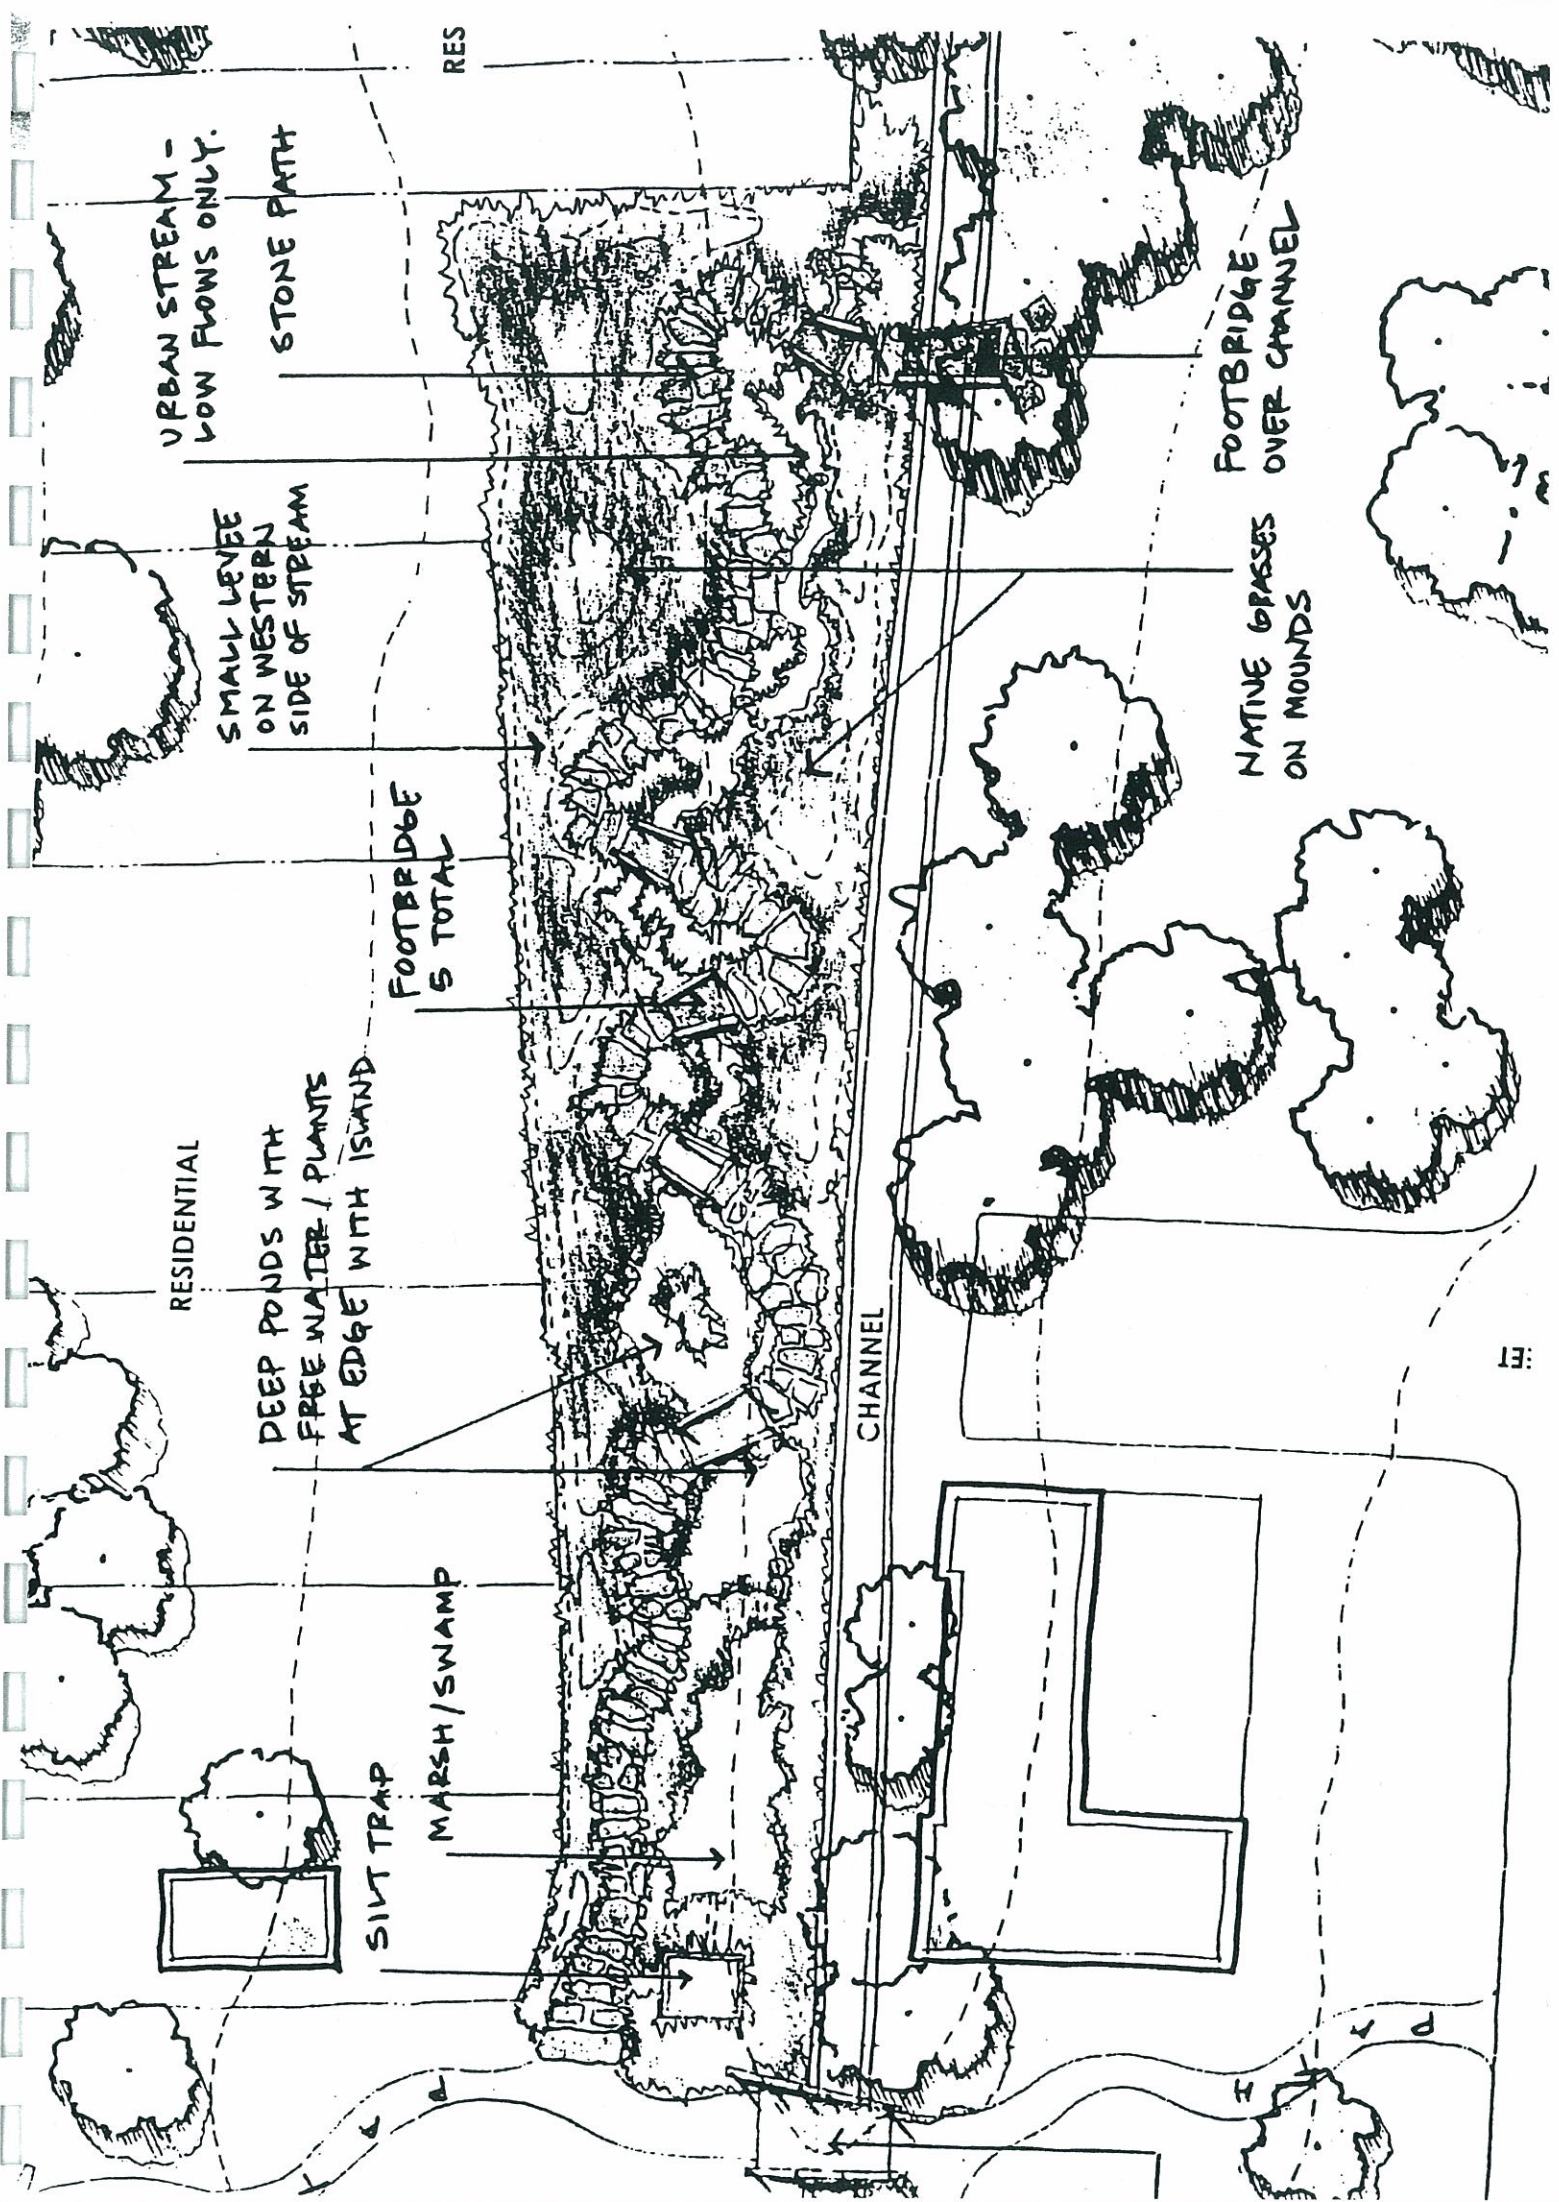 URBAN STREAM -
LOW FLOWS ONLY.
STONE PATH
RES
SMALL LEVEE
ON WESTERN
SIDE OF STREAM
FOOTBRIDGE
5 TOTAL
RESIDENTIAL
DEEP PONDS WITH
FREE WATER / PLANTS
AT EDGE WITH ISLAND
MARSH/SWAMP
SILT TRAP
CHANNEL
FOOTBRIDGE
OVER CHANNEL
NATIVE GRASSES
ON MOUNDS
P A T
P A T H